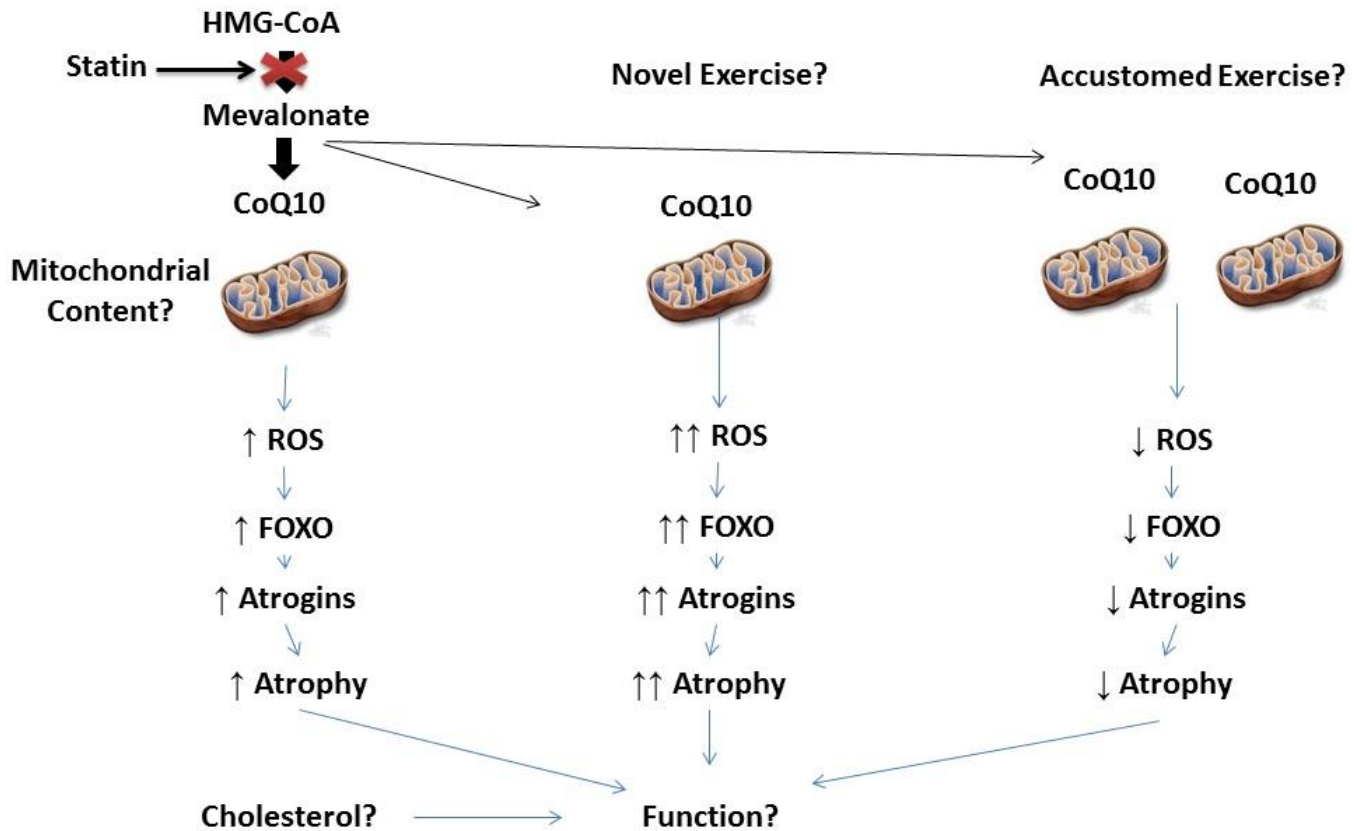 HMG-CoA
Statin
Novel Exercise?
Accustomed Exercise?
Mevalonate
CoQ10
CoQ10
CoQ10
CoQ10
Mitochondrial
Content?
↑ ROS
↑↑ ROS
↓ ROS
↑ FOXO
↑↑ FOXO
↓ FOXO
↑ Atrogins
↑↑ Atrogins
↓ Atrogins
↑ Atrophy
↑↑ Atrophy
↓ Atrophy
Cholesterol?
Function?